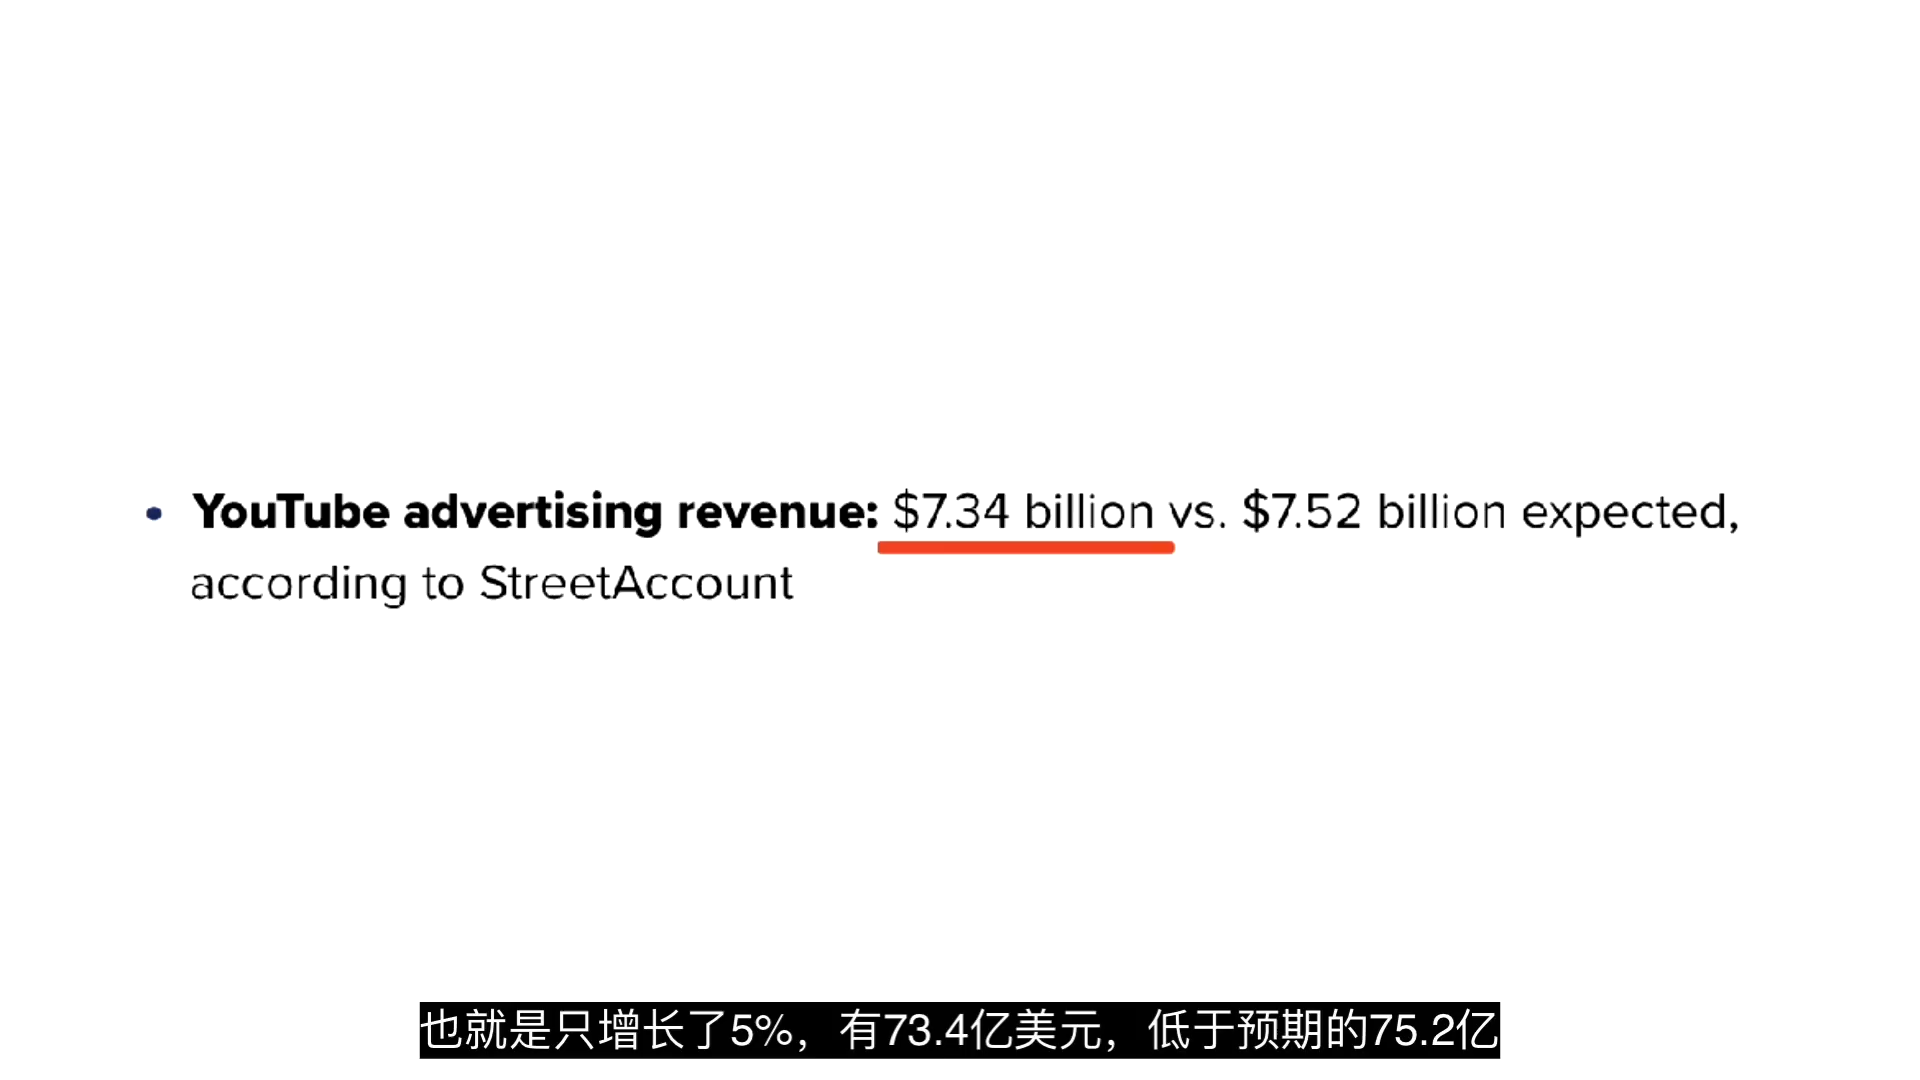 • YouTube advertising revenue: $7.34 billion vs. $7.52 billion expected,
according to StreetAccount
也就是只增长了5%，有73.4亿美元，低于预期的75.2亿